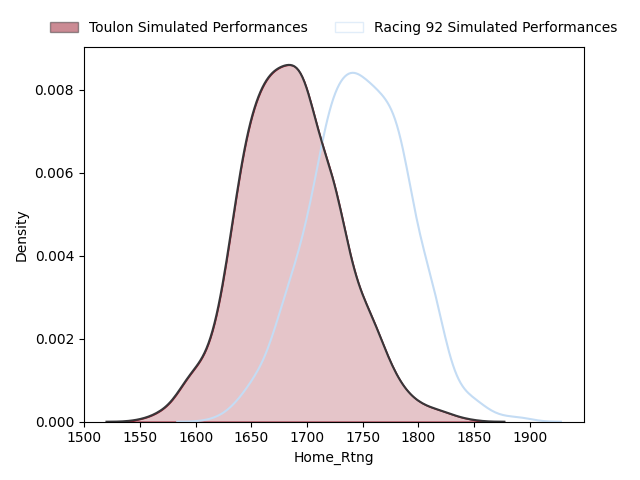 Toulon Simulated Performances Racing 92 Simulated Performances
0.008
0.006
0.004
0.002
0.000
Density
1500 1550 1600 1650 1700 1750 1800 1850 1900
Home_Rtng